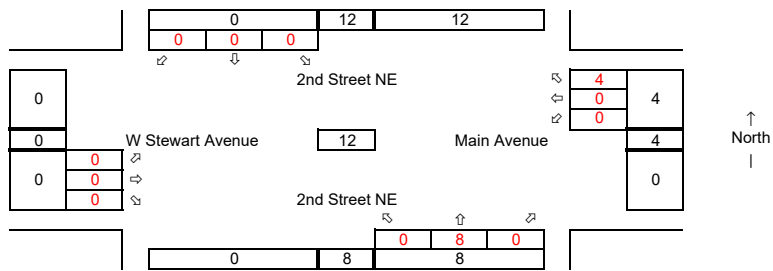 0 12 12
0 0 0
⬃ ⇩ ⬂
2nd Street NE
⬁ 4
0 ⇦ 0 4
⬃ 0
0 W Stewart Avenue 12 Main Avenue 4
0 ⬀
0 0 ⇨ 0
0 ⬂
2nd Street NE
⬁ ⇧ ⬀
0 8 0
0 8 8
↑
North
|